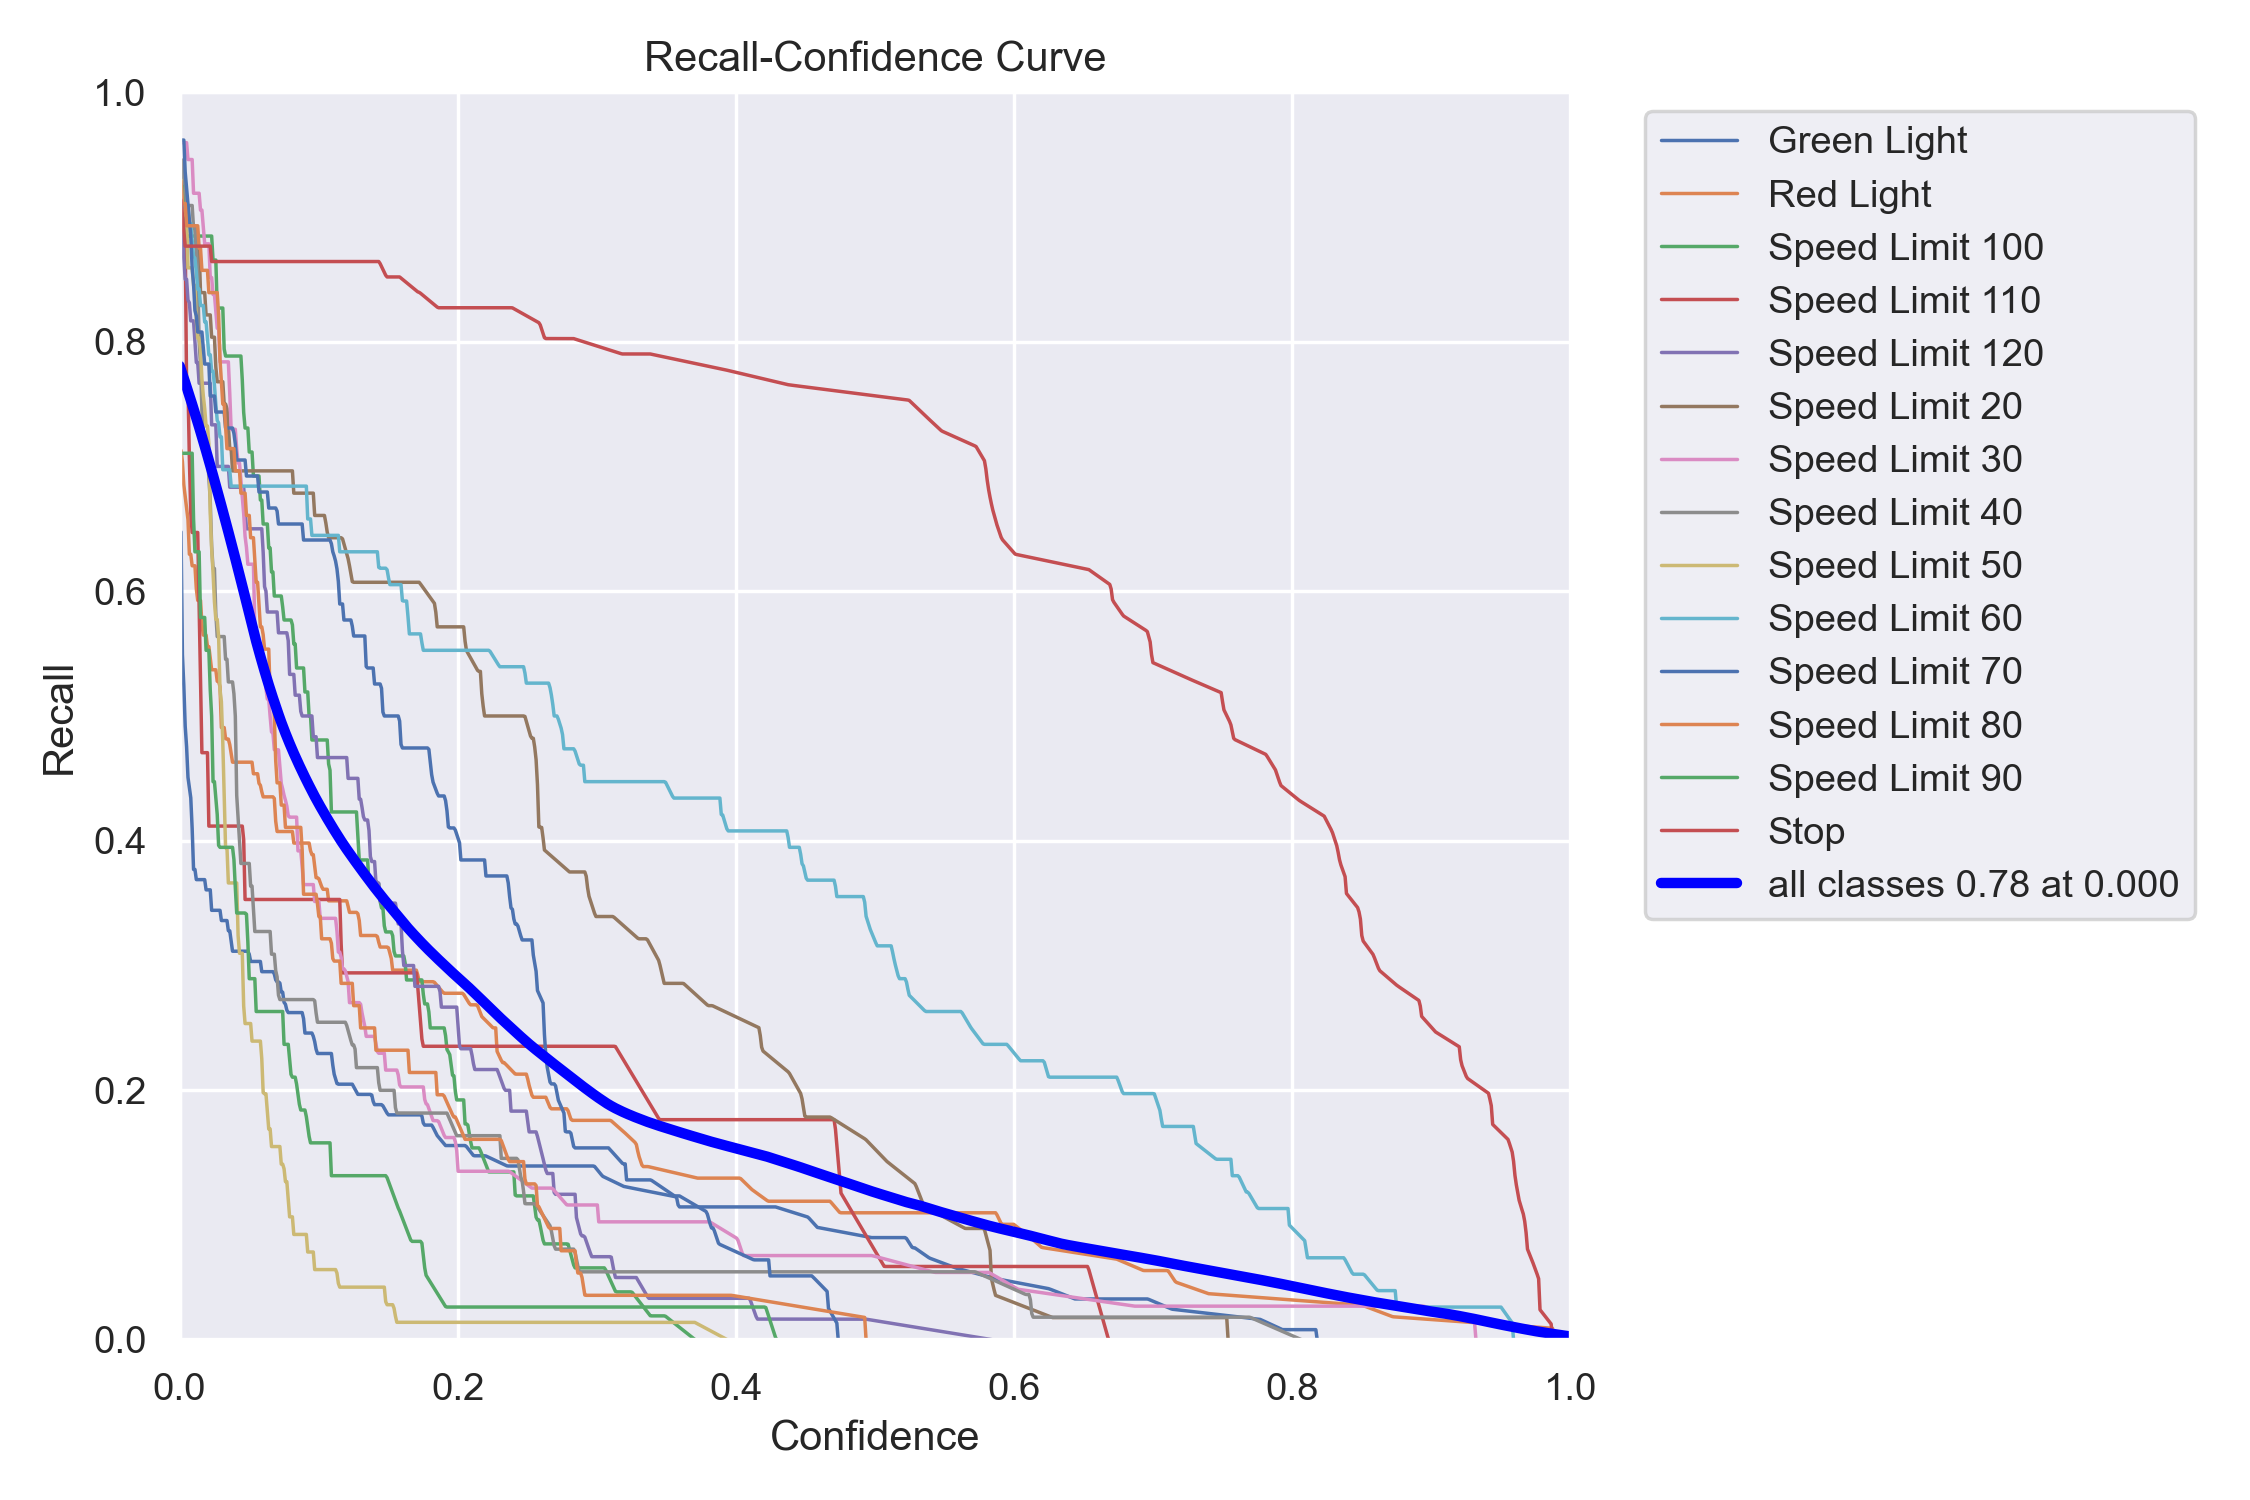 Recall-Confidence Curve
1.0
0.8
0.6
0.4
0.2
0.0
Recall
0.0 0.2 0.4 0.6 0.8 1.0
Confidence
Green Light
Red Light
Speed Limit 100
Speed Limit 110
Speed Limit 120
Speed Limit 20
Speed Limit 30
Speed Limit 40
Speed Limit 50
Speed Limit 60
Speed Limit 70
Speed Limit 80
Speed Limit 90
Stop
all classes 0.78 at 0.000